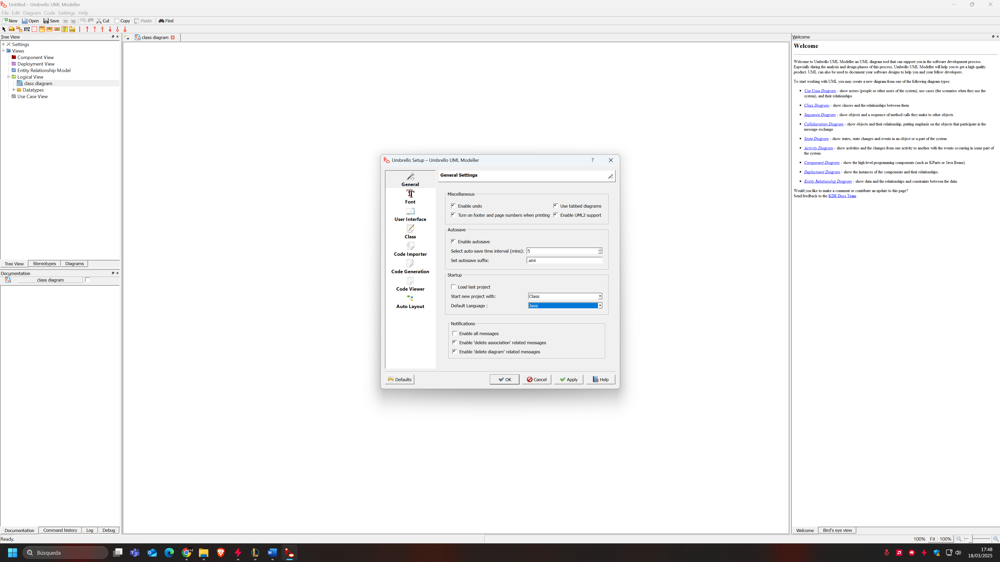 Untitled – Umbrello UML Modeller
File Edit Diagram Code Settings Help
New Open Save Cut Copy Paste Find
XYZ
Tree View
Settings
Views
Component View
Deployment View
Entity Relationship Model
Logical View
class diagram
Datatypes
Use Case View
Tree View Stereotypes Diagrams
Documentation
class diagram
Documentation Command history Log Debug
Ready.
class diagram
Umbrello Setup – Umbrello UML Modeller
?
General
Font
User Interface
Class
Code Importer
Code Generation
Code Viewer
Auto Layout
General Settings
Miscellaneous
Enable undo Use tabbed diagrams
Turn on footer and page numbers when printing Enable UML2 support
Autosave
Enable autosave
Select auto-save time interval (mins): 5
Set autosave suffix: .xmi
Startup
Load last project
Start new project with: Class
Default Language : Java
Notifications
Enable all messages
Enable 'delete association' related messages
Enable 'delete diagram' related messages
Defaults OK Cancel Apply Help
Welcome
Welcome
Welcome to Umbrello UML Modeller an UML diagram tool that can support you in the software development process.
Especially during the analysis and design phases of this process, Umbrello UML Modeller will help you to get a high quality
product. UML can also be used to document your software designs to help you and your fellow developers.
To start working with UML you may create a new diagram from one of the following diagram types:
Use Case Diagram - show actors (people or other users of the system), use cases (the scenarios when they use the
system), and their relationships
Class Diagram - show classes and the relationships between them
Sequence Diagram - show objects and a sequence of method calls they make to other objects.
Collaboration Diagram - show objects and their relationship, putting emphasis on the objects that participate in the
message exchange
State Diagram - show states, state changes and events in an object or a part of the system
Activity Diagram - show activities and the changes from one activity to another with the events occurring in some part of
the system
Component Diagram - show the high level programming components (such as KParts or Java Beans).
Deployment Diagram - show the instances of the components and their relationships.
Entity Relationship Diagram - show data and the relationships and constraints between the data.
Would you like to make a comment or contribute an update to this page?
Send feedback to the KDE Docs Team
Welcome Bird's eye view
100% Fit 100%
Búsqueda
17:48
18/03/2025